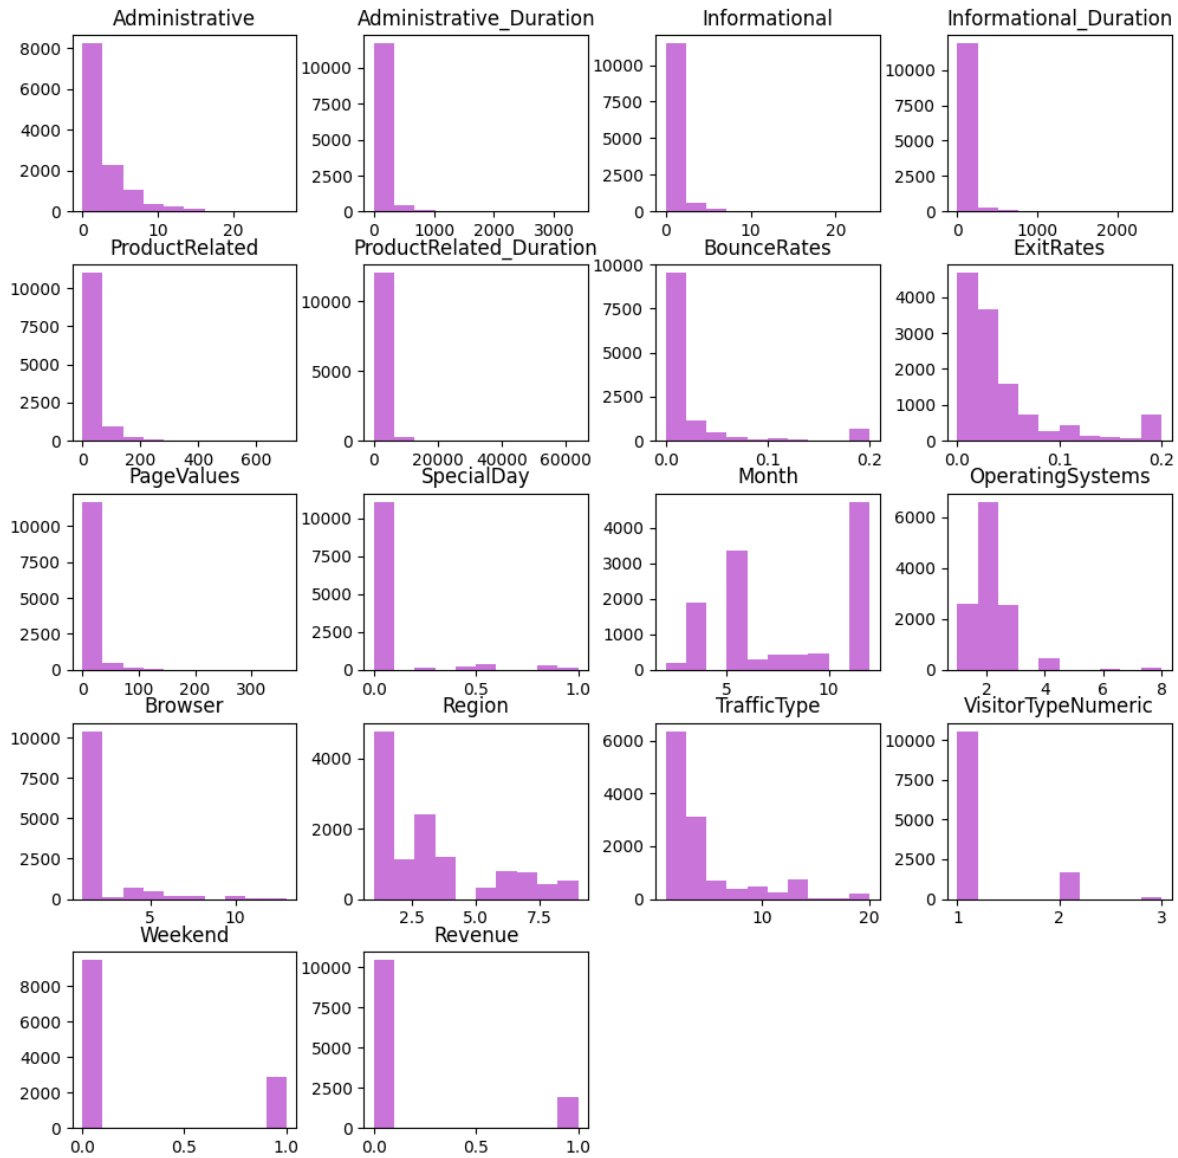 Administrative
8000
6000
4000
2000
0
0 10 20
Administrative_Duration
10000
7500
5000
2500
0
0 1000 2000 3000
Informational
10000
7500
5000
2500
0
0 10 20
Informational_Duration
10000
7500
5000
2500
0
0 1000 2000
ProductRelated
10000
7500
5000
2500
0
0 200 400 600
ProductRelated_Duration
10000
5000
0
0 20000 40000 60000
BounceRates
10000
7500
5000
2500
0
0.0 0.1 0.2
ExitRates
4000
3000
2000
1000
0
0.0 0.1 0.2
PageValues
10000
7500
5000
2500
0
0 100 200 300
SpecialDay
10000
7500
5000
2500
0
0.0 0.5 1.0
Month
4000
3000
2000
1000
0
5 10
OperatingSystems
6000
4000
2000
0
2 4 6 8
Browser
10000
7500
5000
2500
0
5 10
Region
4000
2000
0
2.5 5.0 7.5
TrafficType
6000
4000
2000
0
10 20
VisitorTypeNumeric
10000
7500
5000
2500
0
1 2 3
Weekend
8000
6000
4000
2000
0
0.0 0.5 1.0
Revenue
10000
7500
5000
2500
0
0.0 0.5 1.0